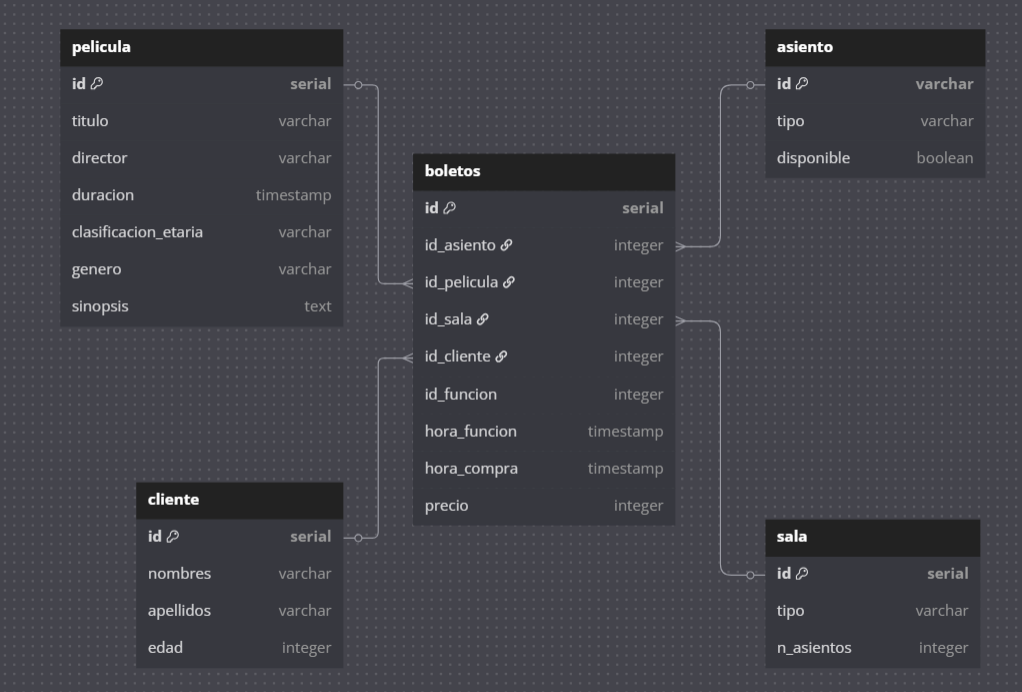 pelicula
id serial
titulo varchar
director varchar
duracion timestamp
clasificacion_etaria varchar
genero varchar
sinopsis text
asiento
id varchar
tipo varchar
disponible boolean
boletos
id serial
id_asiento integer
id_pelicula integer
id_sala integer
id_cliente integer
id_funcion integer
hora_funcion timestamp
hora_compra timestamp
precio integer
cliente
id serial
nombres varchar
apellidos varchar
edad integer
sala
id serial
tipo varchar
n_asientos integer